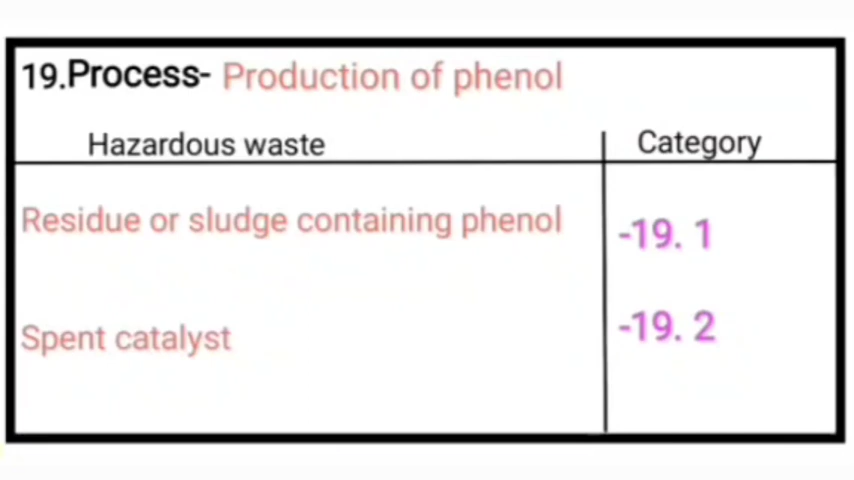 19.Process- Production of phenol
Hazardous waste Category
Residue or sludge containing phenol -19. 1
Spent catalyst -19. 2